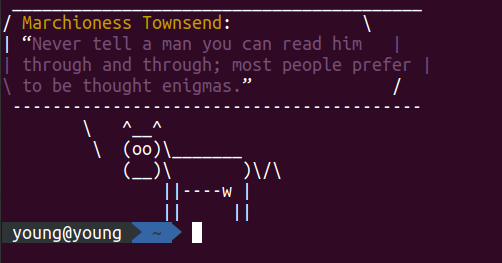 _________________________________________
/ Marchioness Townsend:             \
| “Never tell a man you can read him   |
| through and through; most people prefer |
\ to be thought enigmas.”              /
 -----------------------------------------
        \   ^__^
         \  (oo)\_______
            (__)\       )\/\
                ||----w |
                ||     ||
young@young  ~